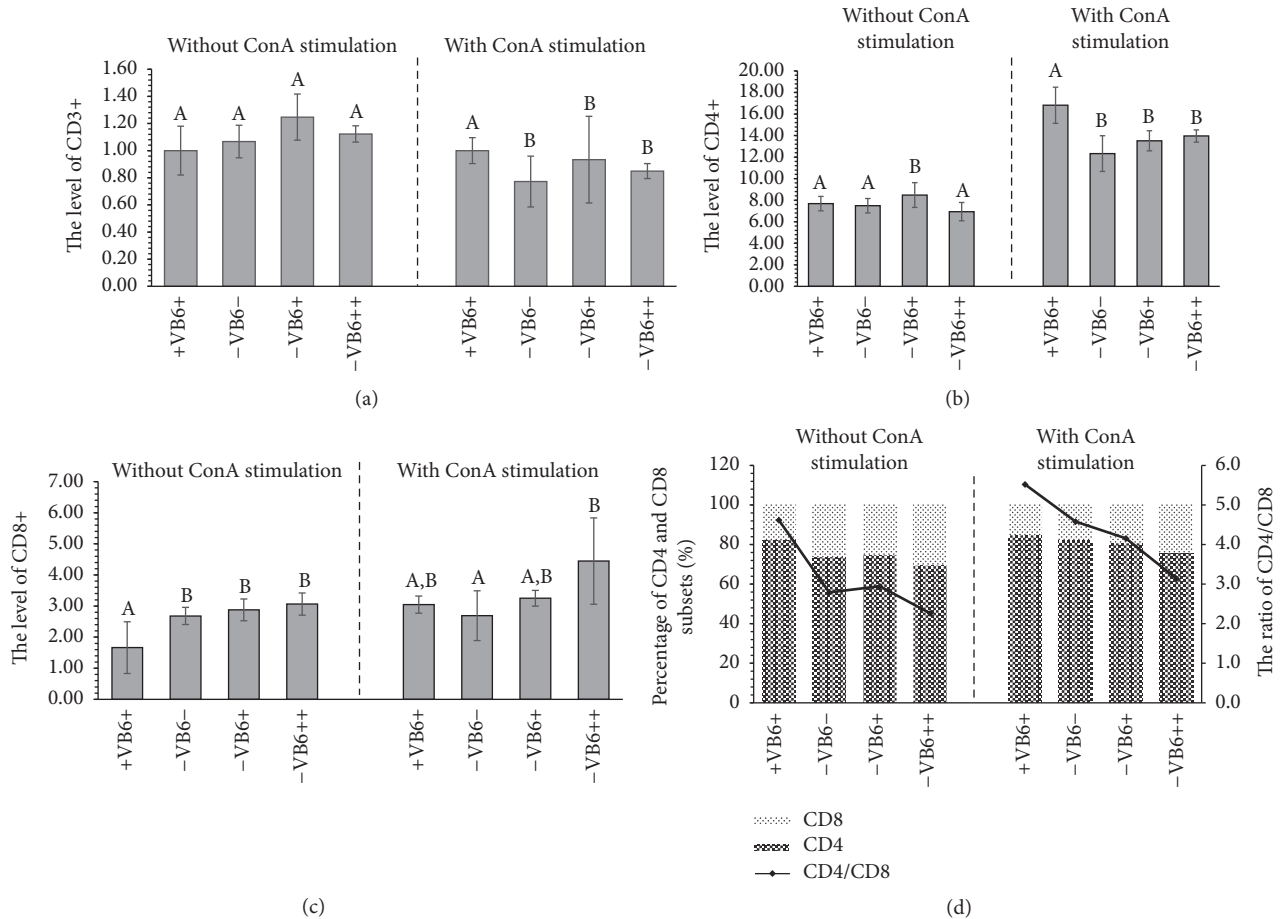 Without ConA stimulation
With ConA stimulation
The level of CD3+
1.60
1.40
1.20
1.00
0.80
0.60
0.40
0.20
0.00
A
A
A
A
A
B
B
B
+VB6+
−VB6−
−VB6+
−VB6++
+VB6+
−VB6−
−VB6+
−VB6++
(a)
Without ConA
stimulation
With ConA
stimulation
The level of CD4+
20.00
18.00
16.00
14.00
12.00
10.00
8.00
6.00
4.00
2.00
0.00
A
A
B
A
A
B
B
B
+VB6+
−VB6−
−VB6+
−VB6++
+VB6+
−VB6−
−VB6+
−VB6++
(b)
Without ConA stimulation
With ConA stimulation
The level of CD8+
7.00
6.00
5.00
4.00
3.00
2.00
1.00
0.00
A
B
B
B
A,B
A
A,B
B
+VB6+
−VB6−
−VB6+
−VB6++
+VB6+
−VB6−
−VB6+
−VB6++
(c)
Without ConA
stimulation
With ConA
stimulation
Percentage of CD4 and CD8
subsets (%)
120
100
80
60
40
20
0
6.0
5.0
4.0
3.0
2.0
1.0
0.0
The ratio of CD4/CD8
+VB6+
−VB6−
−VB6+
−VB6++
+VB6+
−VB6−
−VB6+
−VB6++
CD8
CD4
CD4/CD8
(d)